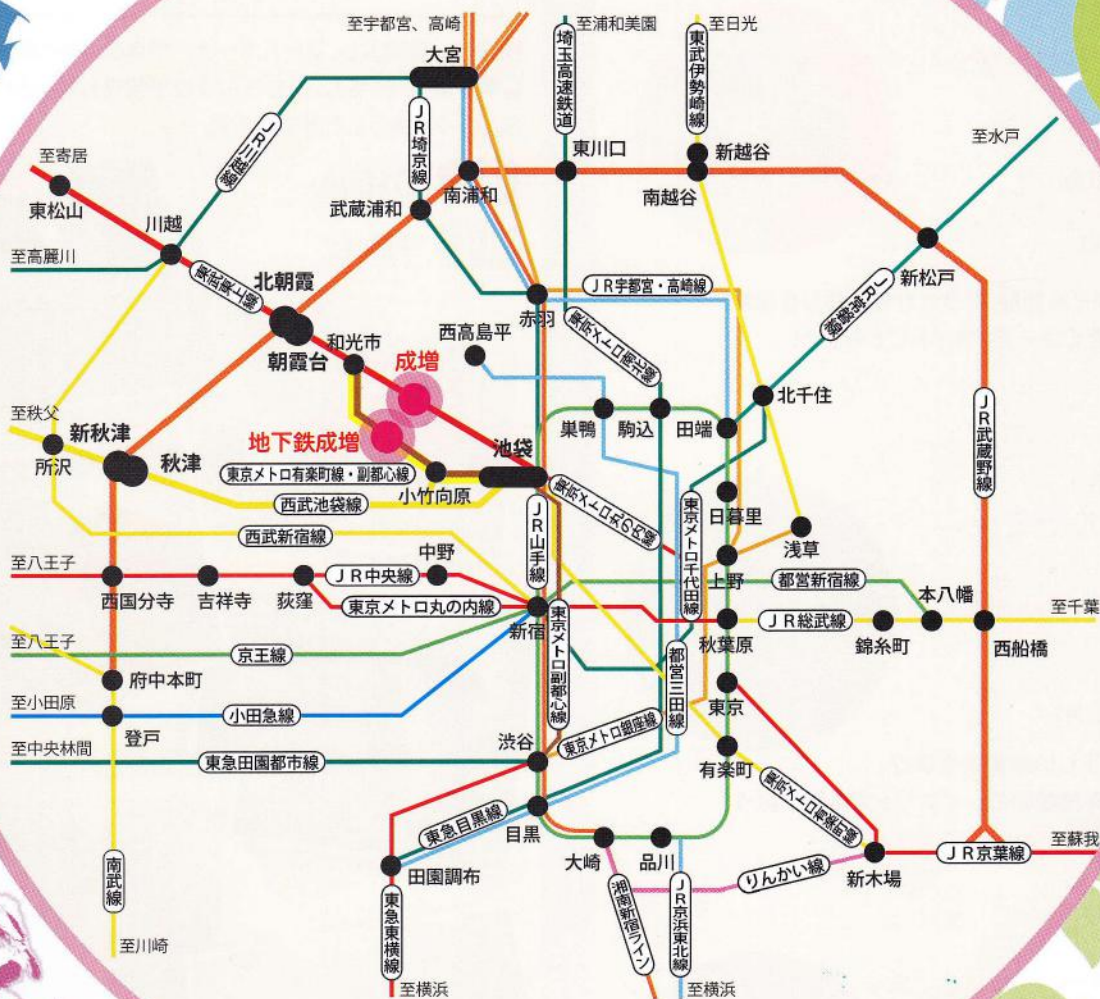 至宇都宮、高崎
至浦和美園
至日光
大宮
埼玉高速鉄道
東武伊勢崎線
JR川越線
JR埼京線
至水戸
至寄居
東川口
新越谷
東松山
南浦和
南越谷
武蔵浦和
川越
新松戸
至高麗川
東武東上線
北朝霞
JR宇都宮・高崎線
JR常磐線
赤羽
東京メトロ南北線
西高島平
和光市
朝霞台
成増
北千住
至秩父
新秋津
巣鴨
駒込
田端
JR武蔵野線
地下鉄成増
池袋
所沢
秋津
東京メトロ有楽町線・副都心線
小竹向原
東京メトロ丸の内線
西武池袋線
日暮里
東京メトロ千代田線
JR山手線
浅草
西武新宿線
中野
至八王子
JR中央線
上野
都営新宿線
西国分寺
吉祥寺
荻窪
東京メトロ丸の内線
本八幡
至千葉
新宿
JR総武線
秋葉原
錦糸町
西船橋
至八王子
京王線
東京メトロ副都心線
都営三田線
府中本町
至小田原
小田急線
東京
登戸
至中央林間
東急田園都市線
渋谷
東京メトロ銀座線
有楽町
東京メトロ有楽町線
東急目黒線
目黒
大崎
品川
JR京葉線
至蘇我
田園調布
りんかい線
新木場
南武線
東急東横線
湘南新宿ライン
JR京浜東北線
至川崎
至横浜
至横浜